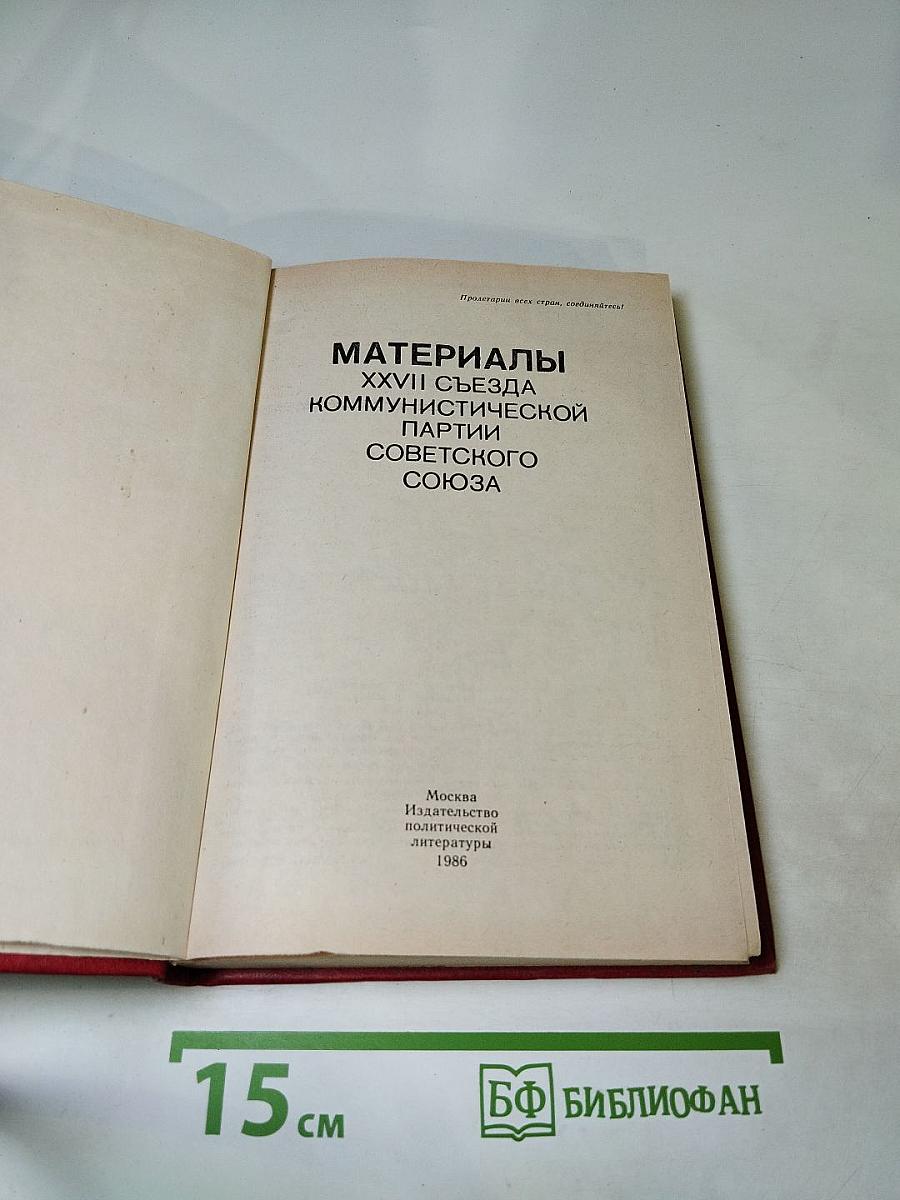 Пролетарии всех стран, соединяйтесь!
МАТЕРИАЛЫ
XXVII СЪЕЗДА
КОММУНИСТИЧЕСКОЙ
ПАРТИИ
СОВЕТСКОГО
СОЮЗА
Москва
Издательство
политической
литературы
1986
15 см
БФ БИБЛИОФАН